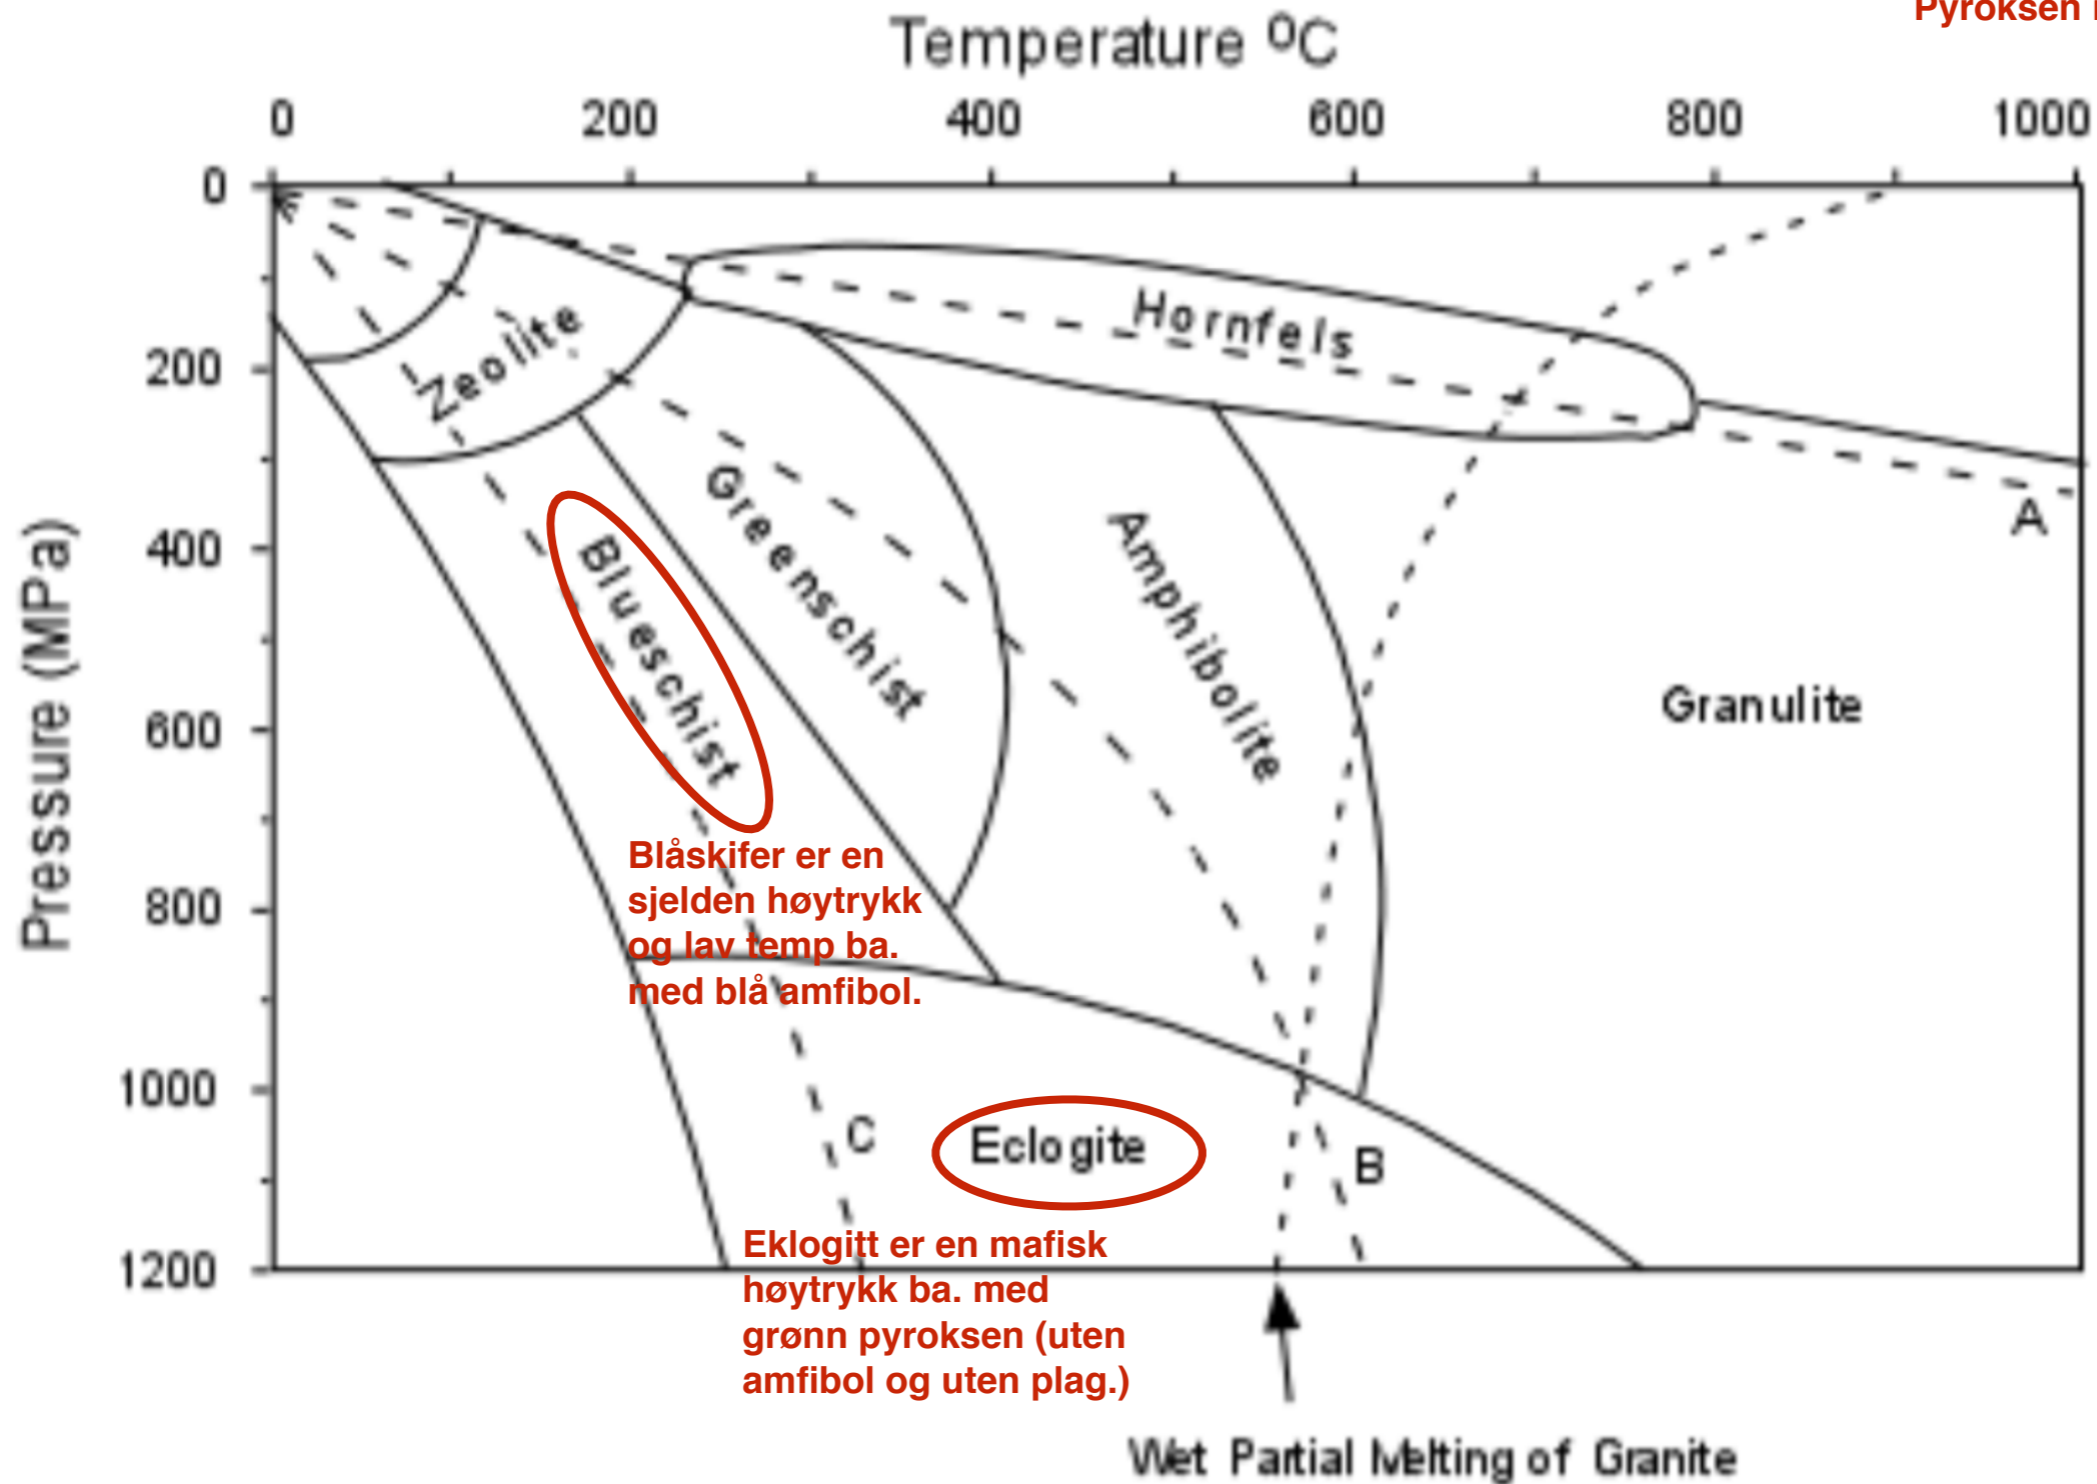 Pyroksen
Temperature ºC
0 200 400 600 800 1000
Pressure (MPa)
0
200
400
600
800
1000
1200
Zeolite
Hornfels
Greenschist
Blueschist
Amphibolite
Granulite
A
Blåskifer er en
sjelden høytrykk
og lav temp ba.
med blå amfibol.
C
Eclogite
B
Eklogitt er en mafisk
høytrykk ba. med
grønn pyroksen (uten
amfibol og uten plag.)
Wet Partial Melting of Granite